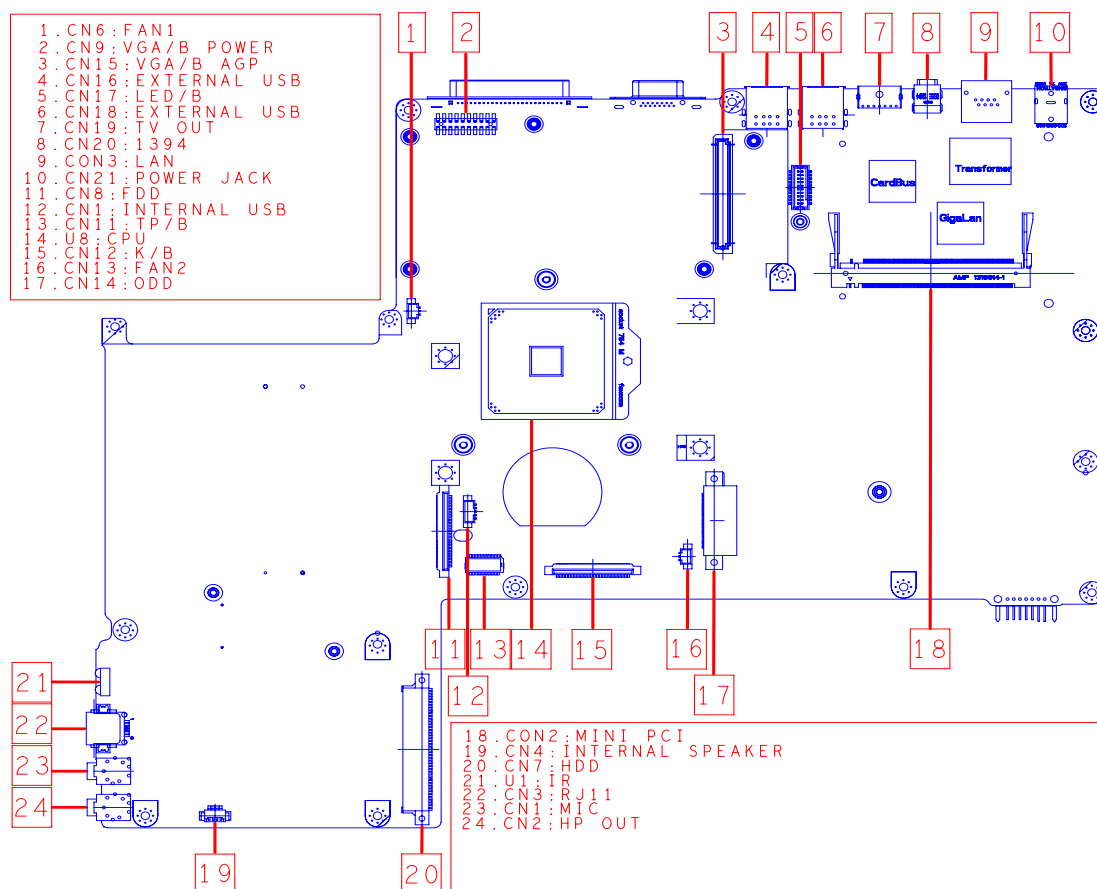 1.CN6:FAN1
2.CN9:VGA/B POWER
3.CN15:VGA/B AGP
4.CN16:EXTERNAL USB
5.CN17:LED/B
6.CN18:EXTERNAL USB
7.CN19:TV OUT
8.CN20:1394
9.CON3:LAN
10.CN21:POWER JACK
11.CN8:FDD
12.CN1:INTERNAL USB
13.CN11:TP/B
14.U8:CPU
15.CN12:K/B
16.CN13:FAN2
17.CN14:ODD
1 2 3 4 5 6 7 8 9 10
CardBus
Transformer
GigaLan
socket 754 M
foxconn
11 13 14 15 16 18
12 17
21
22
23
24
19 20
18.CON2:MINI PCI
19.CN4:INTERNAL SPEAKER
20.CN7:HDD
21.U1:IR
22.CN3:RJ11
23.CN1:MIC
24.CN2:HP OUT